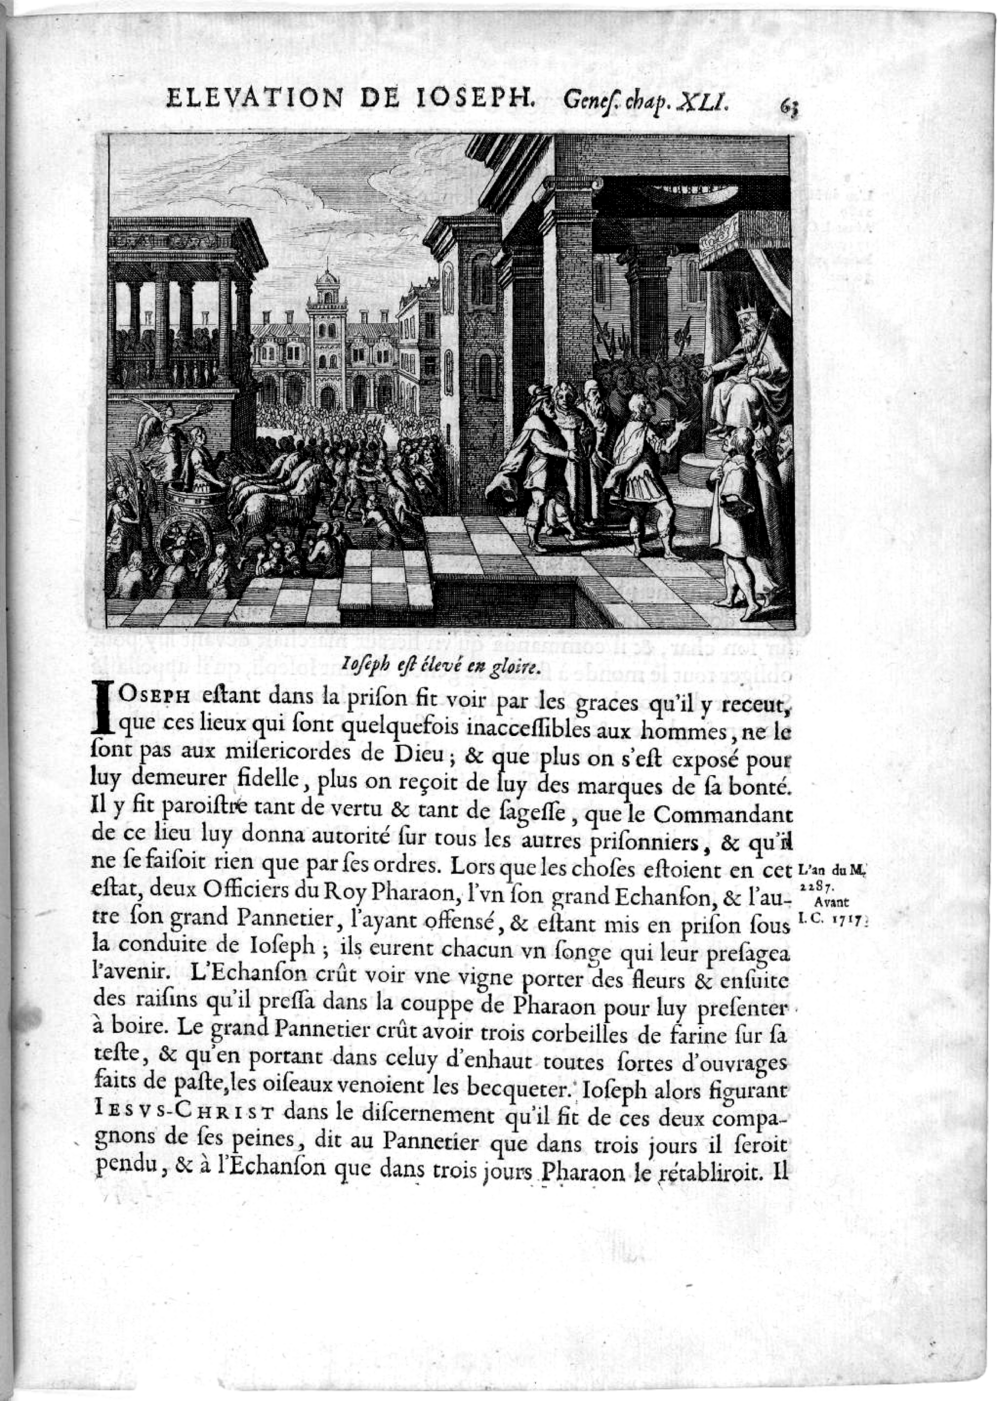 ELEVATION DE IOSEPH. Geneſ. chap. XLI. 63
Ioſeph eſt élevé en gloire.
IOSEPH eſtant dans la priſon fit voir par les graces qu'il y receut,
que ces lieux qui ſont quelquefois inacceſſibles aux hommes, ne le
ſont pas aux miſericordes de Dieu; & que plus on s'eſt expoſé pour
luy demeurer fidelle, plus on reçoit de luy des marques de ſa bonté.
Il y fit paroiſtre tant de vertu & tant de ſageſſe, que le Commandant
de ce lieu luy donna autorité ſur tous les autres priſonniers, & qu'il
ne ſe faiſoit rien que par ſes ordres. Lors que les choſes eſtoient en cet
eſtat, deux Officiers du Roy Pharaon, l'vn ſon grand Echanſon, & l'au-
tre ſon grand Pannetier, l'ayant offensé, & eſtant mis en priſon ſous
la conduite de Ioſeph; ils eurent chacun vn ſonge qui leur preſagea
l'avenir. L'Echanſon crût voir vne vigne porter des fleurs & enſuite
des raiſins qu'il preſſa dans la couppe de Pharaon pour luy preſenter
à boire. Le grand Pannetier crût avoir trois corbeilles de farine ſur ſa
teſte, & qu'en portant dans celuy d'enhaut toutes ſortes d'ouvrages
faits de paſte, les oiſeaux venoient les becqueter. Ioſeph alors figurant
IESVS-CHRIST dans le diſcernement qu'il fit de ces deux compa-
gnons de ſes peines, dit au Pannetier que dans trois jours il ſeroit
pendu, & à l'Echanſon que dans trois jours Pharaon le rétabliroit. Il
L'an du M.
2287.
Avant
I. C. 1717.